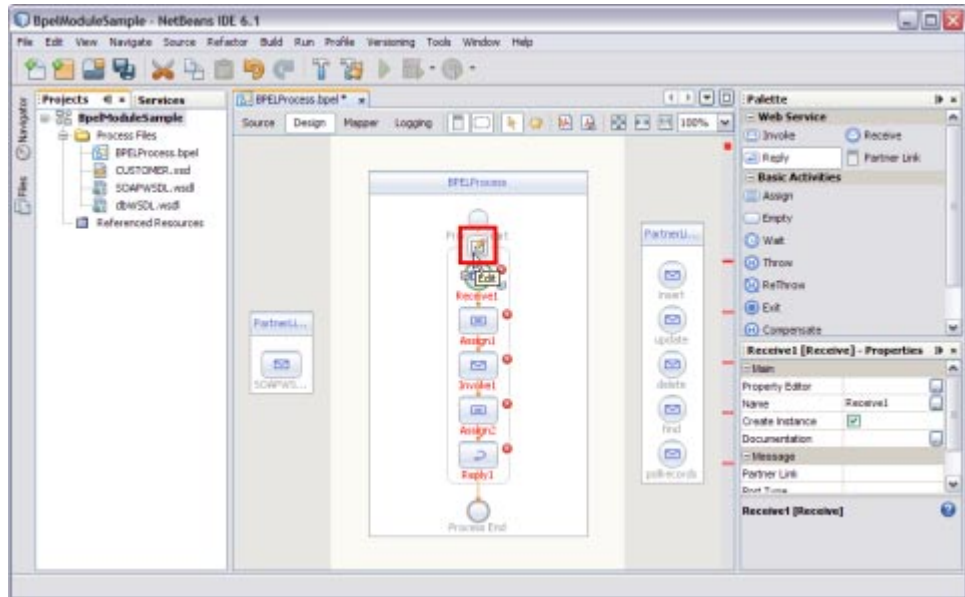 BpelModuleSample - NetBeans IDE 6.1
File Edit View Navigate Source Refactor Build Run Profile Versioning Tools Window Help
Projects Services
BPELProcess.bpel *
Palette
Navigator
Files
BpelModuleSample
Process Files
BPELProcess.bpel
CUSTOMER.xsd
SOAPWSDL.wsdl
dbWSDL.wsdl
Referenced Resources
Source Design Mapper Logging 100%
BPELProcess
Edit
Receive1
Assign1
Invoke1
Assign2
Reply1
Process End
PartnerLi...
SOAPWS...
PartnerLi...
insert
update
delete
find
pollrecords
Web Service
Invoke Receive
Reply Partner Link
Basic Activities
Assign
Empty
Wait
Throw
ReThrow
Exit
Compensate
Receive1 [Receive] - Properties
Main
Property Editor
Name Receive1
Create Instance
Documentation
Message
Partner Link
Port Type
Receive1 [Receive]